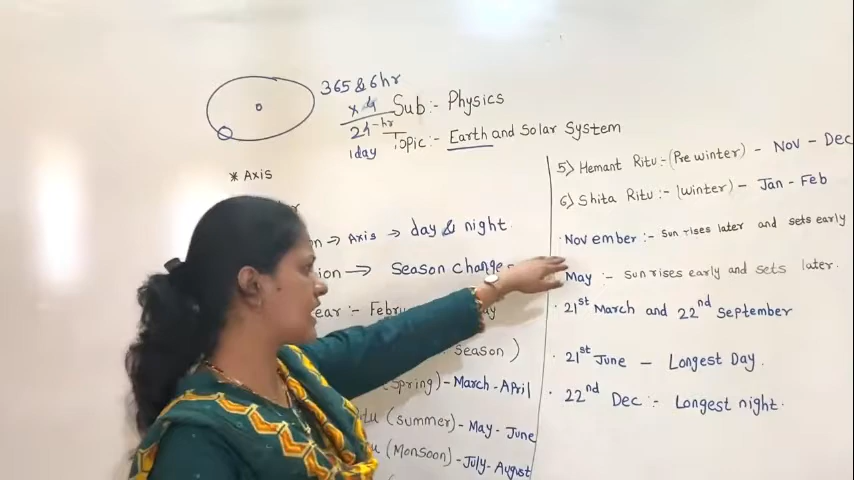 365 & 6hr
× 4
24-hr
1day
Sub:- Physics
Topic:- Earth and Solar System
* Axis
→ Axis → day & night.
→ Season change
:- Febru
season )
(Spring) - March - April
(summer) - May - June
(Monsoon) - July - August
5) Hemant Ritu:- (Pre winter) - Nov - Dec
6) Shita Ritu:- (winter) - Jan - Feb
· November :- Sun rises later and sets early
May :- Sun rises early and sets later.
· 21st March and 22nd September
· 21st June - Longest Day.
· 22nd Dec :- Longest night.